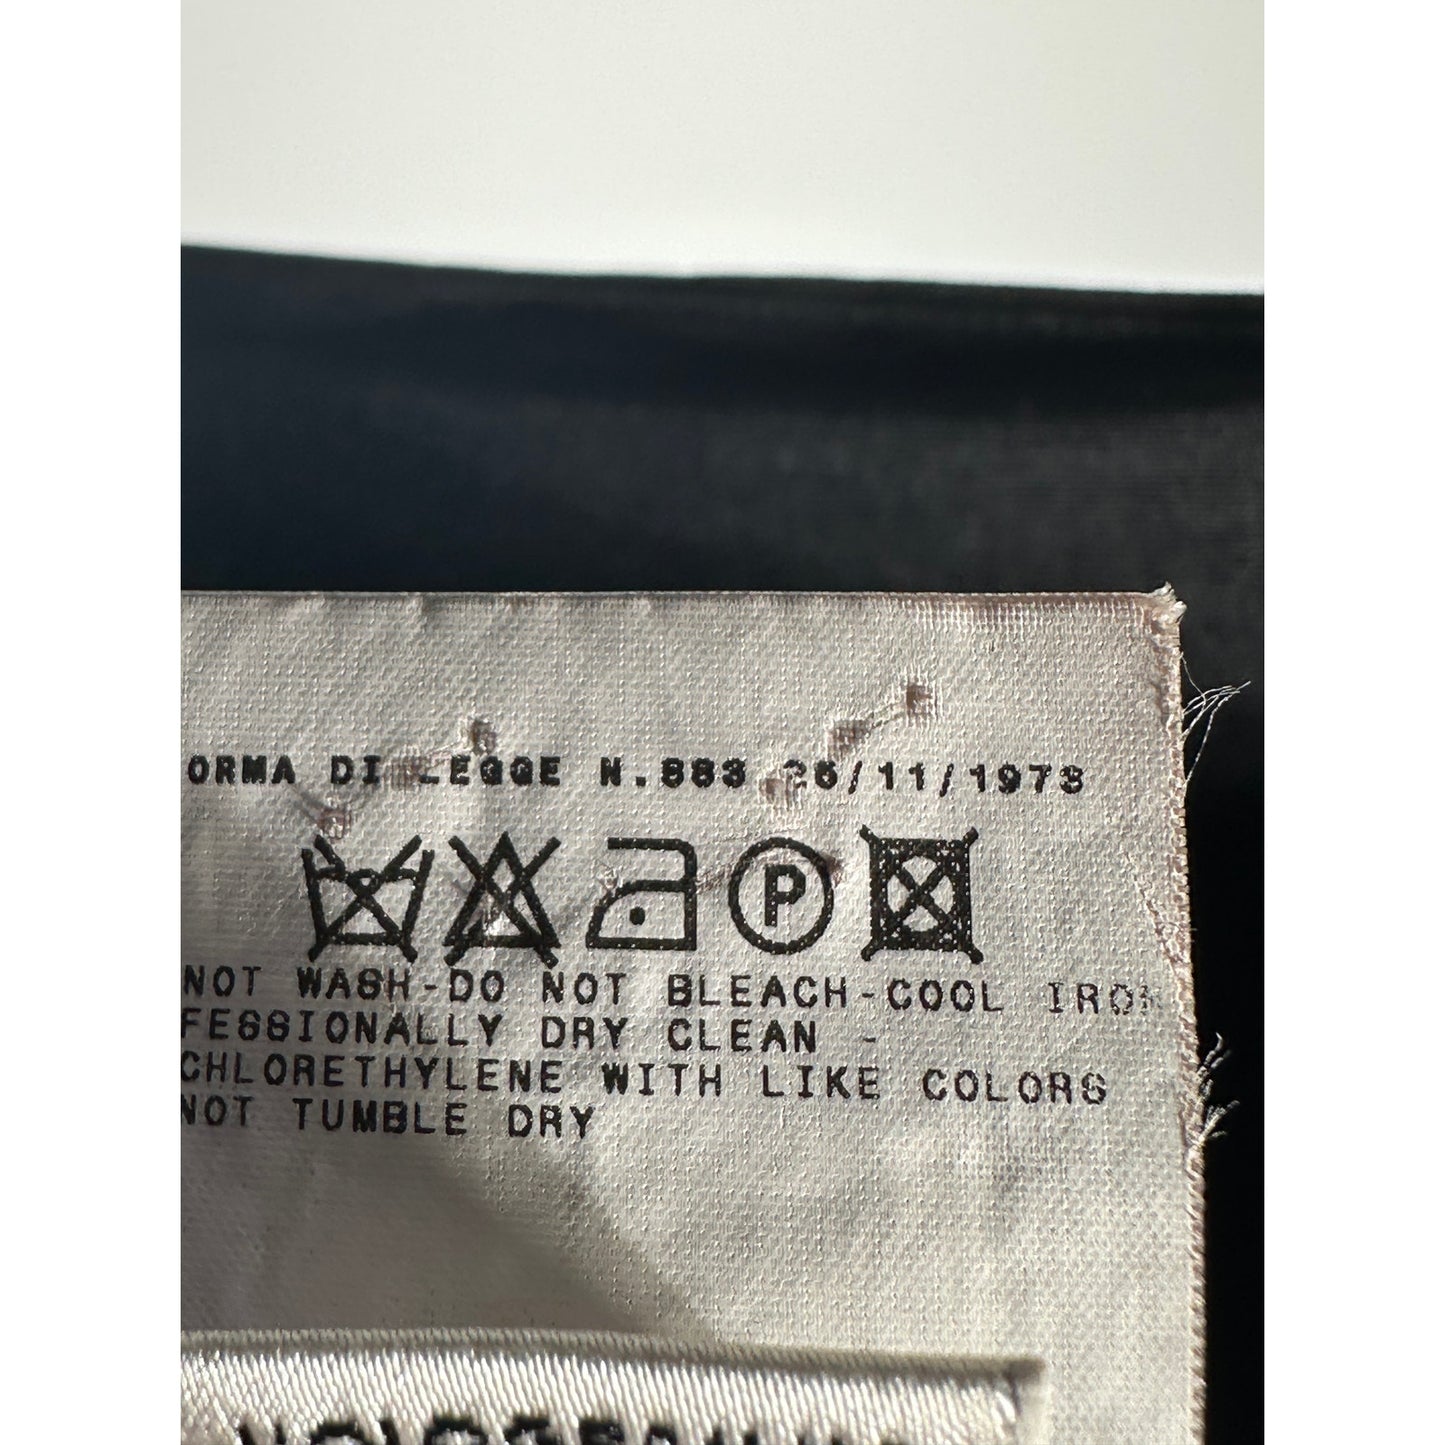 ORMA DI LEGGE N.883 26/11/1973
P
NOT WASH-DO NOT BLEACH-COOL IRON
FESSIONALLY DRY CLEAN -
CHLORETHYLENE WITH LIKE COLORS
NOT TUMBLE DRY